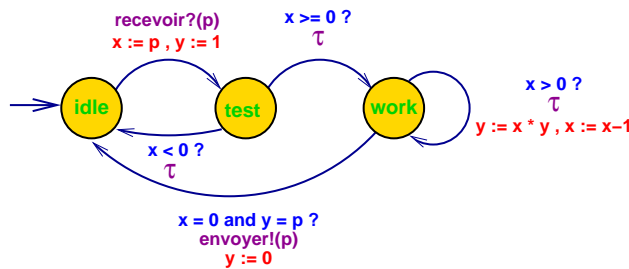 recevoir?(p)
x := p , y := 1
x >= 0 ?
τ
idle
test
work
x > 0 ?
τ
y := x * y , x := x−1
x < 0 ?
τ
x = 0 and y = p ?
envoyer!(p)
y := 0